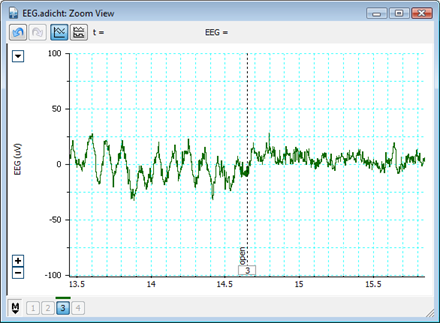 EEG.adicht: Zoom View
t = EEG =
100
50
0
-50
-100
EEG (uV)
open
3
13.5 14 14.5 15 15.5
M 1 2 3 4